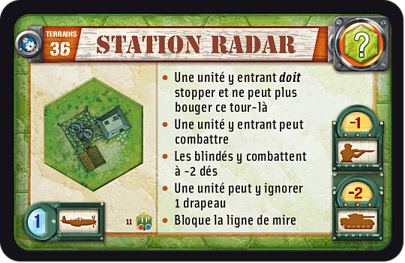 TERRAINS
36
STATION RADAR
?
• Une unité y entrant doit
stopper et ne peut plus
bouger ce tour-là
• Une unité y entrant peut
combattre
• Les blindés y combattent
à -2 dés
• Une unité peut y ignorer
1 drapeau
• Bloque la ligne de mire
-1
-2
1
11